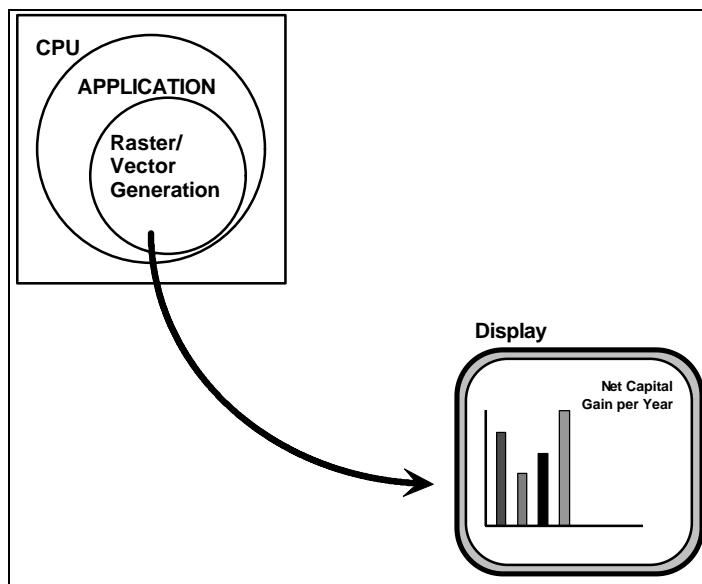 CPU
APPLICATION
Raster/
Vector
Generation
Display
Net Capital
Gain per Year